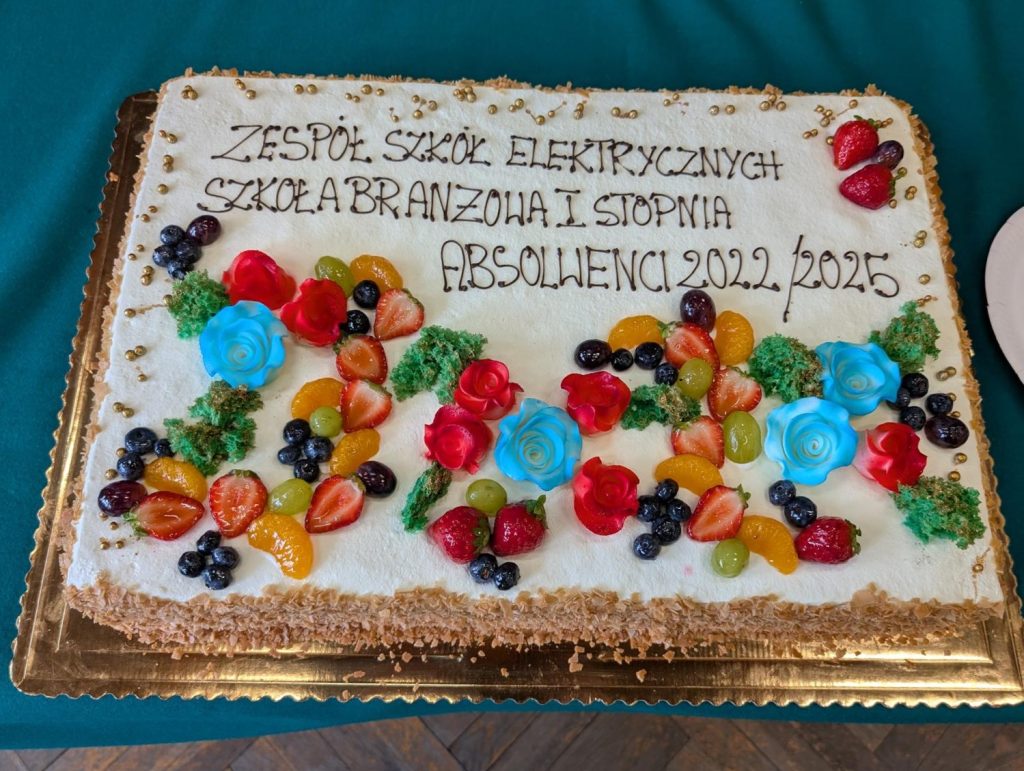 ZESPÓŁ SZKÓŁ ELEKTRYCZNYCH
SZKOŁA BRANŻOWA I STOPNIA
ABSOLWENCI 2022/2025